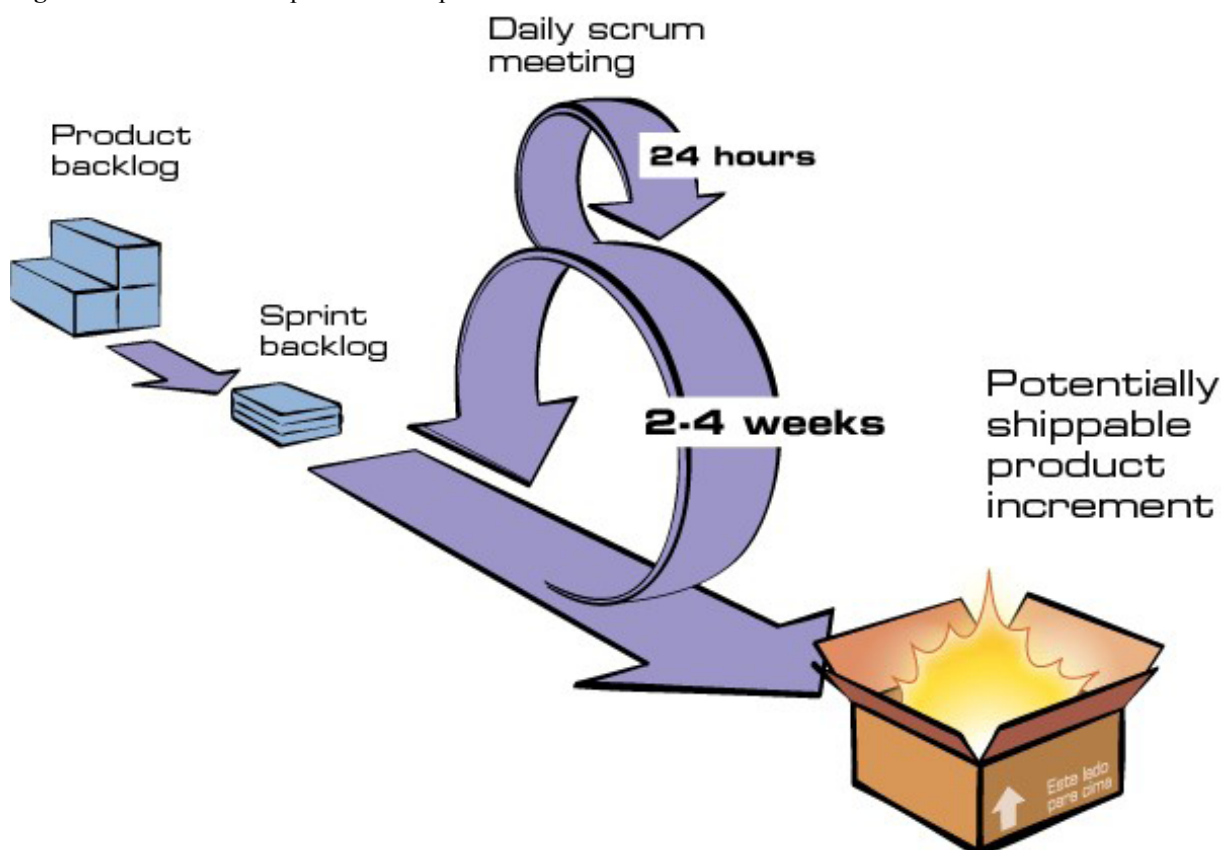 Daily scrum
meeting
24 hours
Product
backlog
Sprint
backlog
2-4 weeks
Potentially
shippable
product
increment
Este lado
para cima